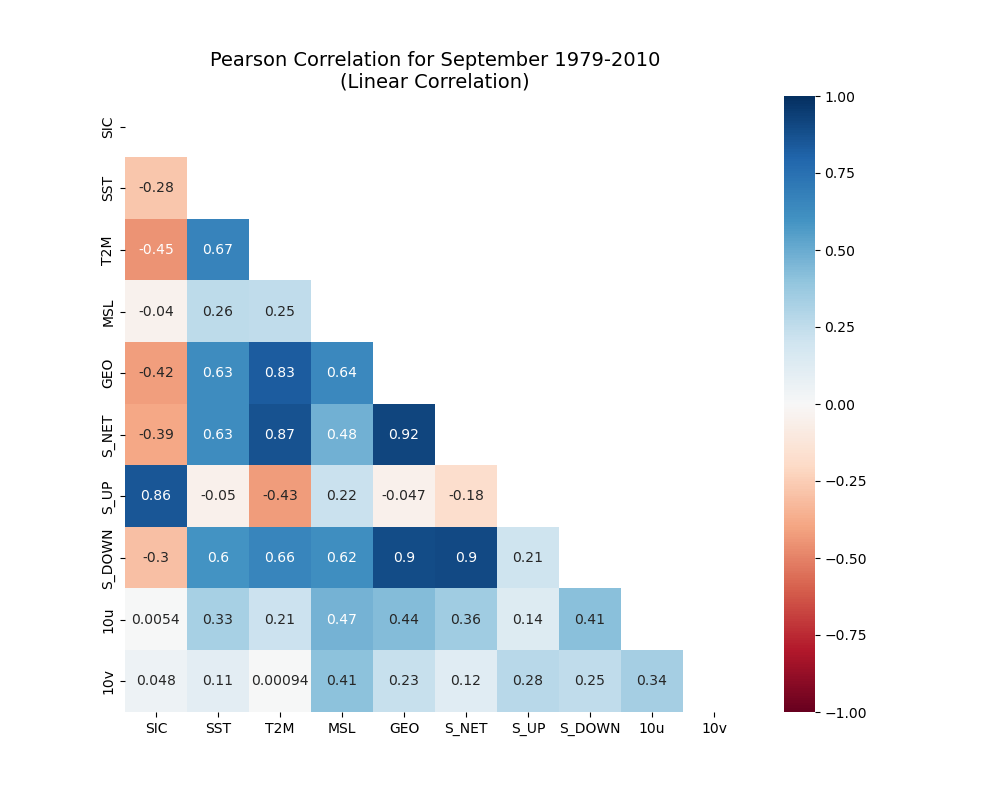 Pearson Correlation for September 1979-2010
(Linear Correlation)
SIC
SST -0.28
T2M -0.45 0.67
MSL -0.04 0.26 0.25
GEO -0.42 0.63 0.83 0.64
S_NET -0.39 0.63 0.87 0.48 0.92
S_UP 0.86 -0.05 -0.43 0.22 -0.047 -0.18
S_DOWN -0.3 0.6 0.66 0.62 0.9 0.9 0.21
10u 0.0054 0.33 0.21 0.47 0.44 0.36 0.14 0.41
10v 0.048 0.11 0.00094 0.41 0.23 0.12 0.28 0.25 0.34
SIC SST T2M MSL GEO S_NET S_UP S_DOWN 10u 10v
1.00
0.75
0.50
0.25
0.00
−0.25
−0.50
−0.75
−1.00